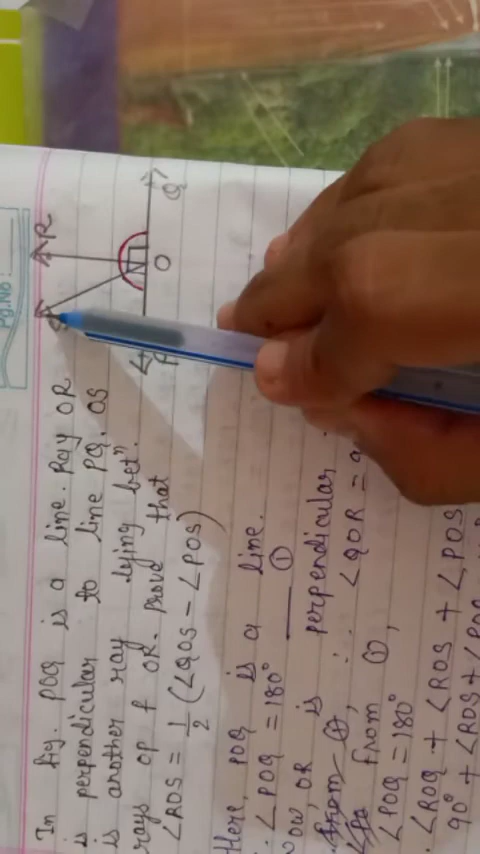 Pg.No
R
S
O
Q
P
In fig. POQ is a line. Ray OR
is perpendicular to line PQ. OS
is another ray lying betⁿ
rays OP & OR. Prove that
∠ROS = 1/2 (∠QOS - ∠POS)
Here, POQ is a line.
∴ ∠POQ = 180° ——— ①
Now, OR is perpendicular.
∴ ∠QOR = 9
From ①,
∠POQ = 180°
∠ROQ + ∠ROS + ∠POS
90° + ∠ROS + ∠PO